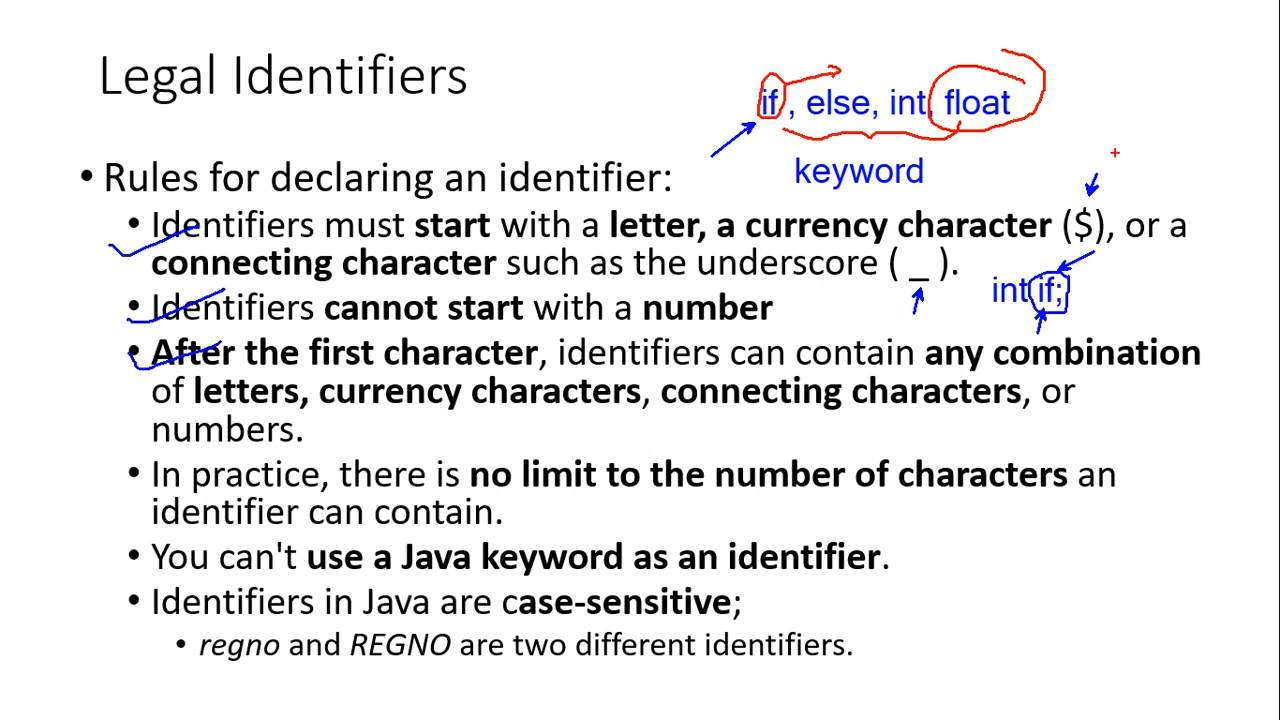 Legal Identifiers
if , else, int, float
keyword
• Rules for declaring an identifier:
• Identifiers must start with a letter, a currency character ($), or a
connecting character such as the underscore ( _ ).
int if;
• Identifiers cannot start with a number
• After the first character, identifiers can contain any combination
of letters, currency characters, connecting characters, or
numbers.
• In practice, there is no limit to the number of characters an
identifier can contain.
• You can't use a Java keyword as an identifier.
• Identifiers in Java are case-sensitive;
• regno and REGNO are two different identifiers.